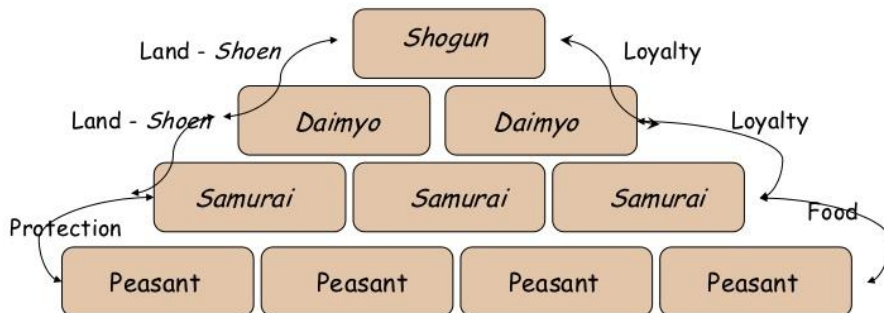 Land - Shoen
Shogun
Loyalty
Land - Shoen
Daimyo
Daimyo
Loyalty
Samurai
Samurai
Samurai
Protection
Food
Peasant
Peasant
Peasant
Peasant